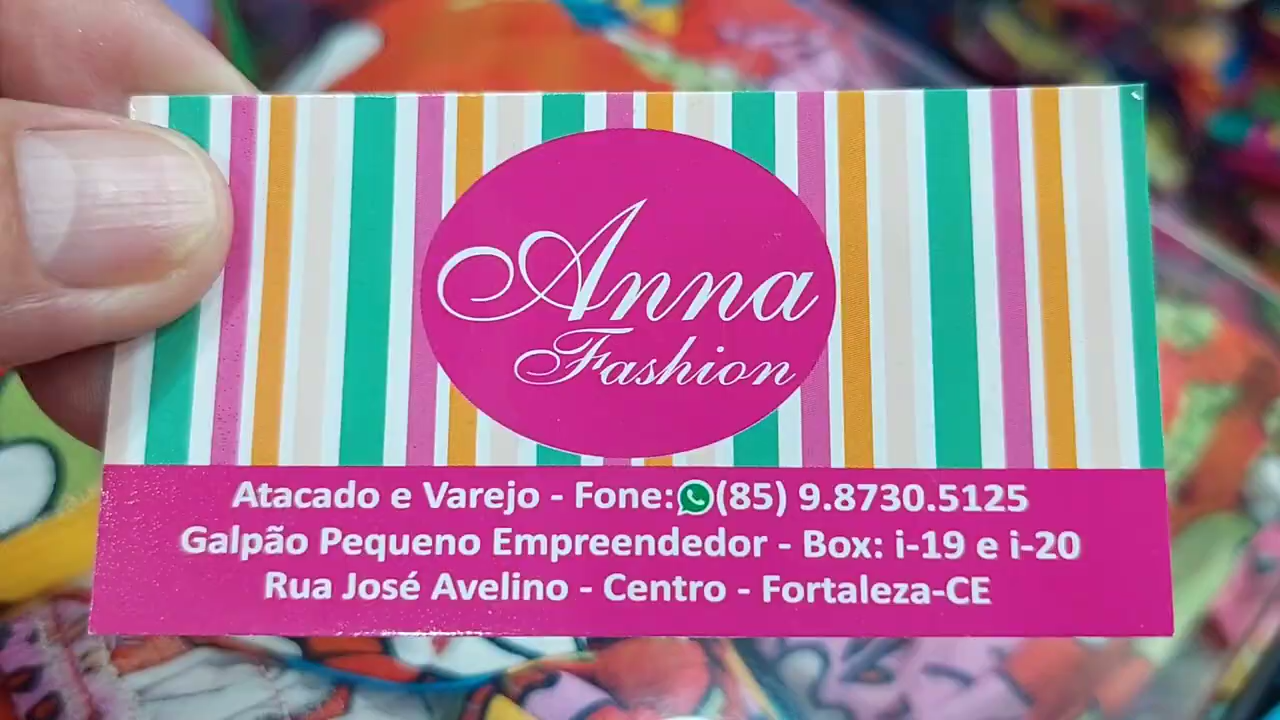 Anna
Fashion
Atacado e Varejo - Fone: (85) 9.8730.5125
Galpão Pequeno Empreendedor - Box: i-19 e i-20
Rua José Avelino - Centro - Fortaleza-CE